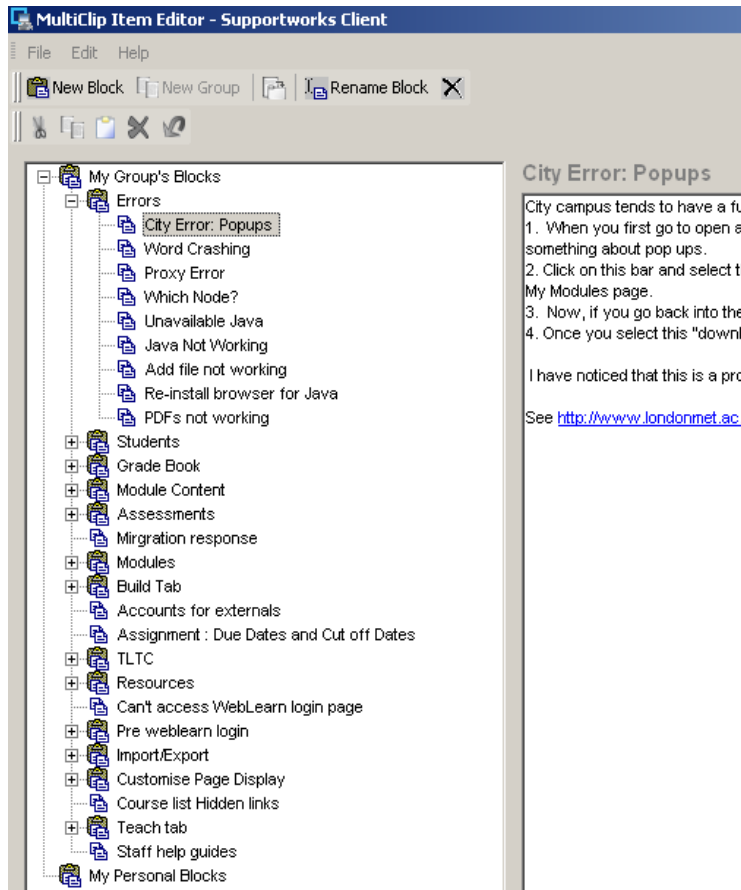 MultiClip Item Editor - Supportworks Client
File Edit Help
New Block New Group Rename Block
My Group's Blocks
Errors
City Error: Popups
Word Crashing
Proxy Error
Which Node?
Unavailable Java
Java Not Working
Add file not working
Re-install browser for Java
PDFs not working
Students
Grade Book
Module Content
Assessments
Mirgration response
Modules
Build Tab
Accounts for externals
Assignment : Due Dates and Cut off Dates
TLTC
Resources
Can't access WebLearn login page
Pre weblearn login
Import/Export
Customise Page Display
Course list Hidden links
Teach tab
Staff help guides
My Personal Blocks
City Error: Popups
City campus tends to have a fu
1. When you first go to open a
something about pop ups.
2. Click on this bar and select t
My Modules page.
3. Now, if you go back into the
4. Once you select this "downl
I have noticed that this is a pro
See http://www.londonmet.ac.